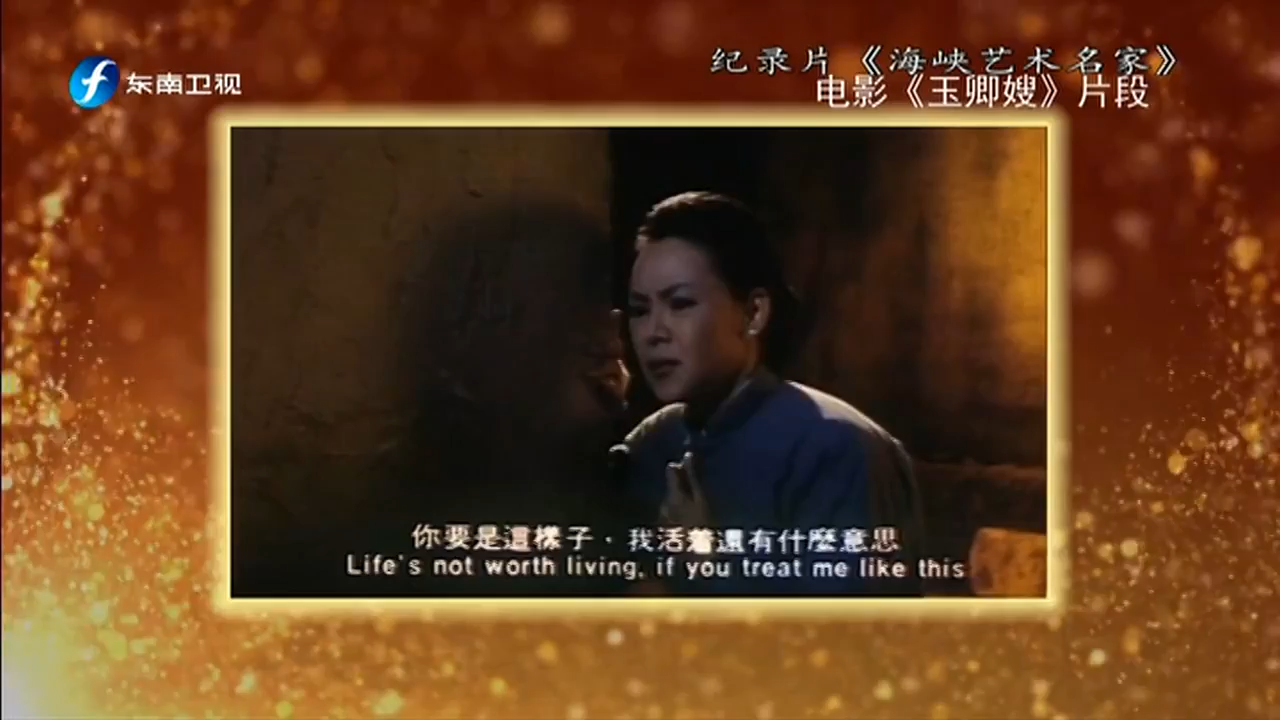 纪录片《海峡艺术名家》
东南卫视
电影《玉卿嫂》片段
你要是這樣子，我活着還有什麼意思
Life's not worth living, if you treat me like this